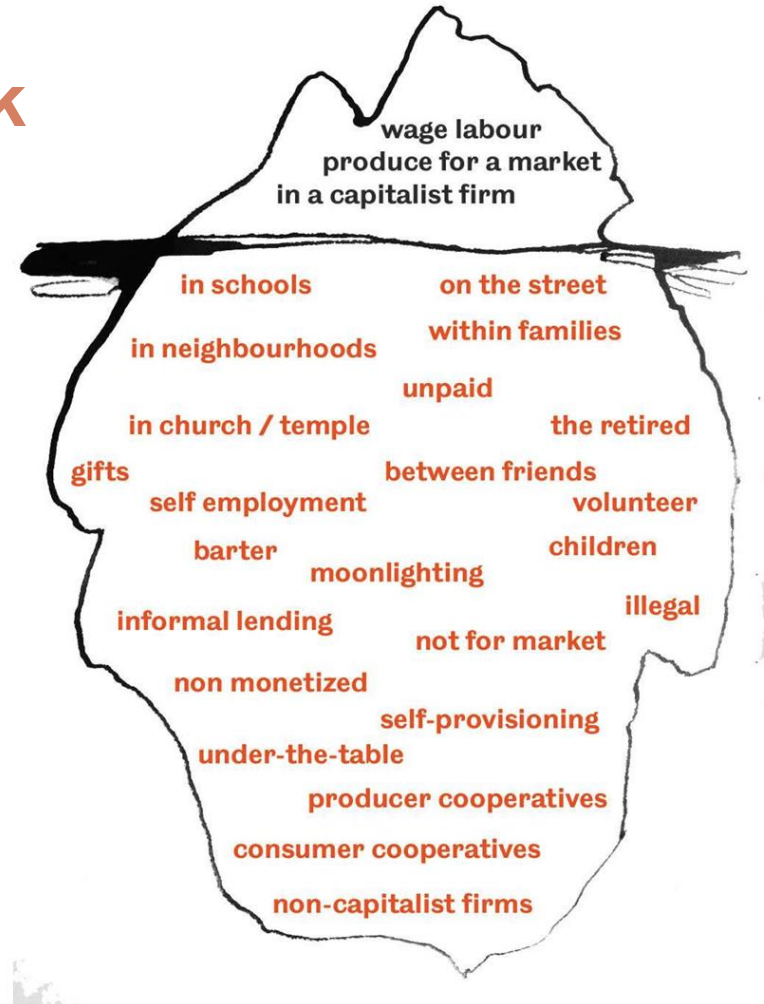 k
wage labour
produce for a market
in a capitalist firm
in schools
on the street
within families
in neighbourhoods
unpaid
in church / temple
the retired
gifts
between friends
self employment
volunteer
barter
children
moonlighting
illegal
informal lending
not for market
non monetized
self-provisioning
under-the-table
producer cooperatives
consumer cooperatives
non-capitalist firms